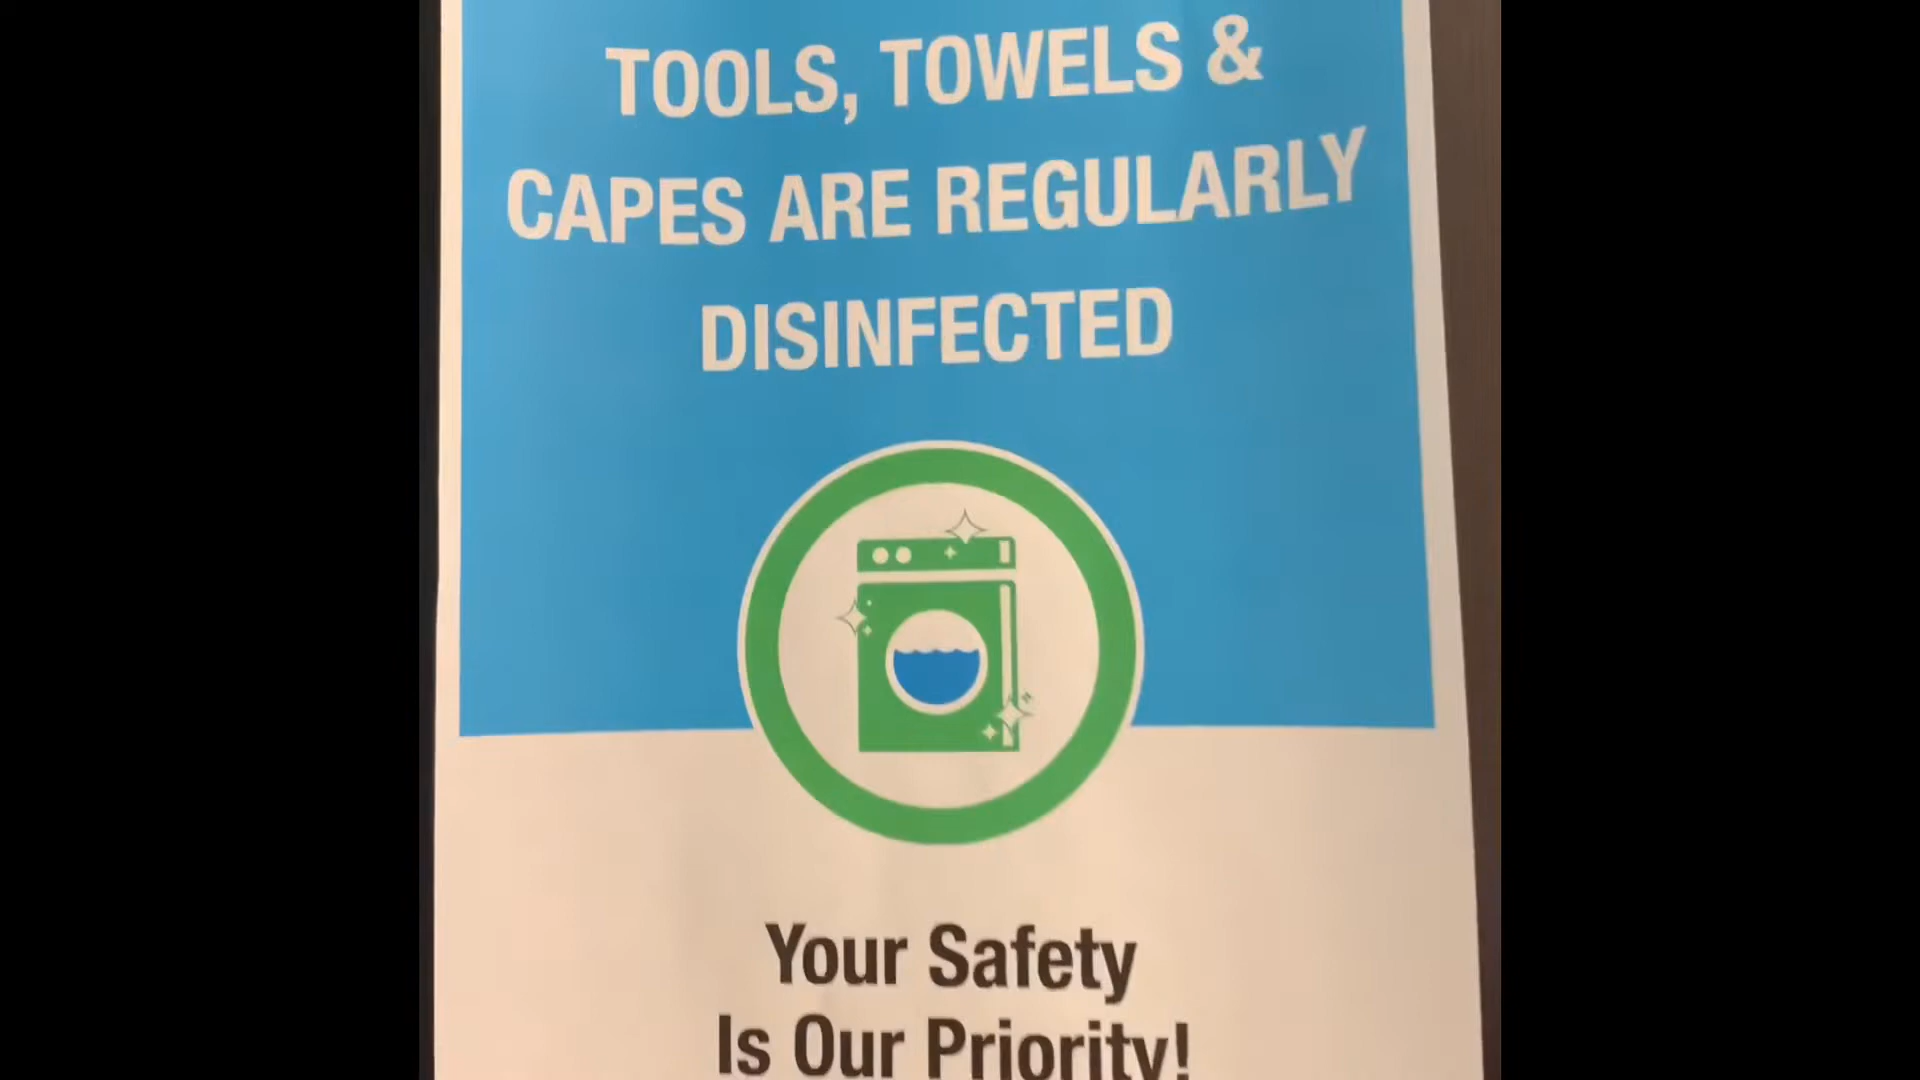 TOOLS, TOWELS &
CAPES ARE REGULARLY
DISINFECTED
Your Safety
Is Our Priority!